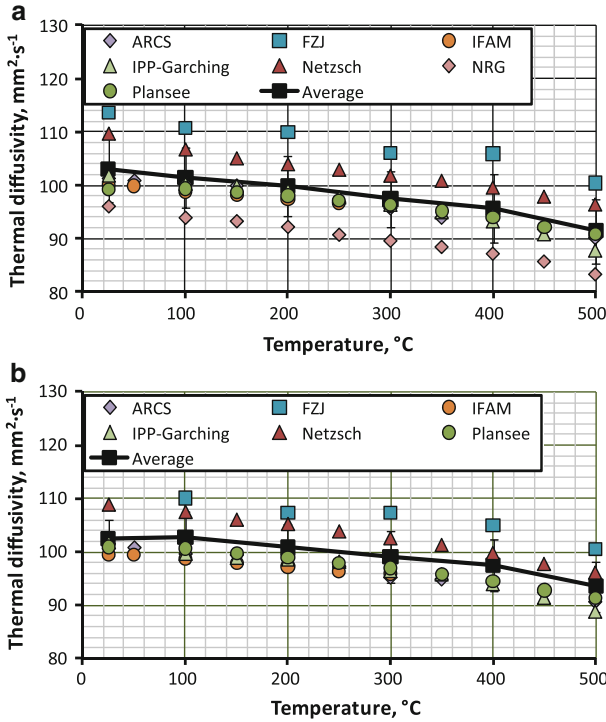 a
130
120
110
100
90
80
Thermal diffusivity, mm²·s⁻¹
ARCS FZJ IFAM
IPP-Garching Netzsch NRG
Plansee Average
0 100 200 300 400 500
Temperature, °C
b
130
120
110
100
90
80
Thermal diffusivity, mm²·s⁻¹
ARCS FZJ IFAM
IPP-Garching Netzsch Plansee
Average
0 100 200 300 400 500
Temperature, °C